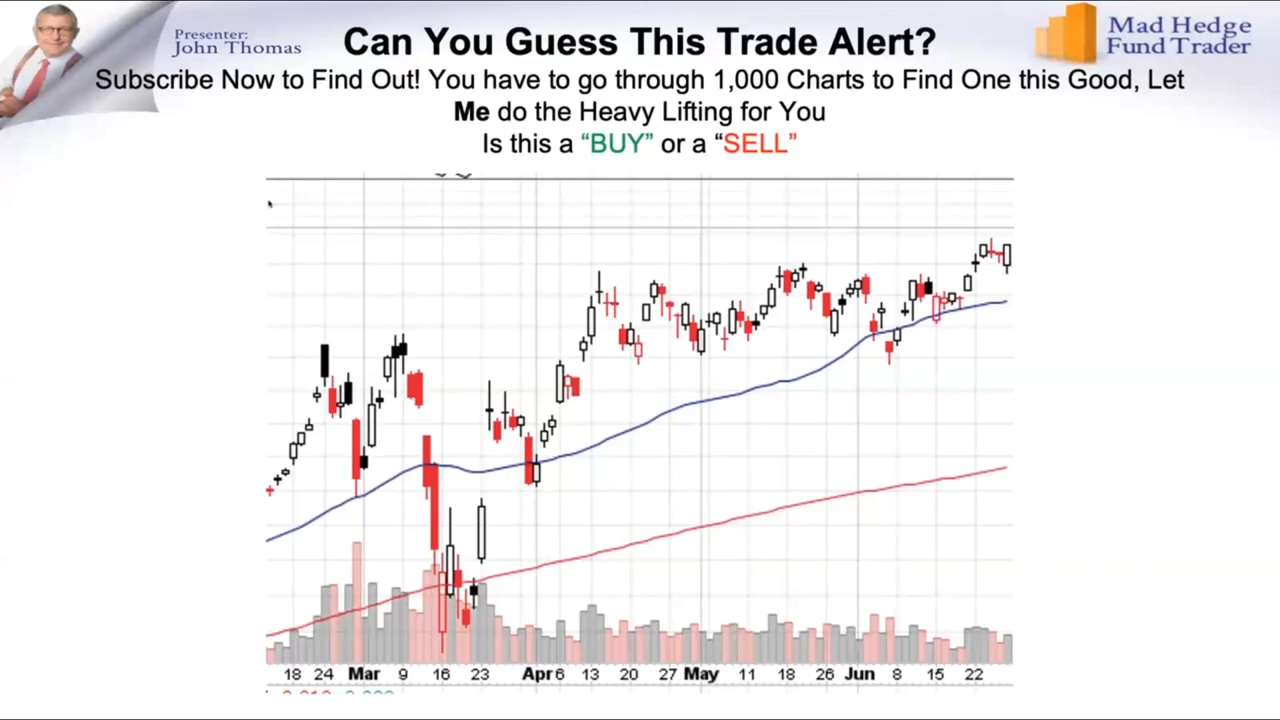 Presenter:
John Thomas
Can You Guess This Trade Alert?
Mad Hedge
Fund Trader
Subscribe Now to Find Out! You have to go through 1,000 Charts to Find One this Good, Let
Me do the Heavy Lifting for You
Is this a “BUY” or a “SELL”
18 24 Mar 9 16 23 Apr 6 13 20 27 May 11 18 26 Jun 8 15 22